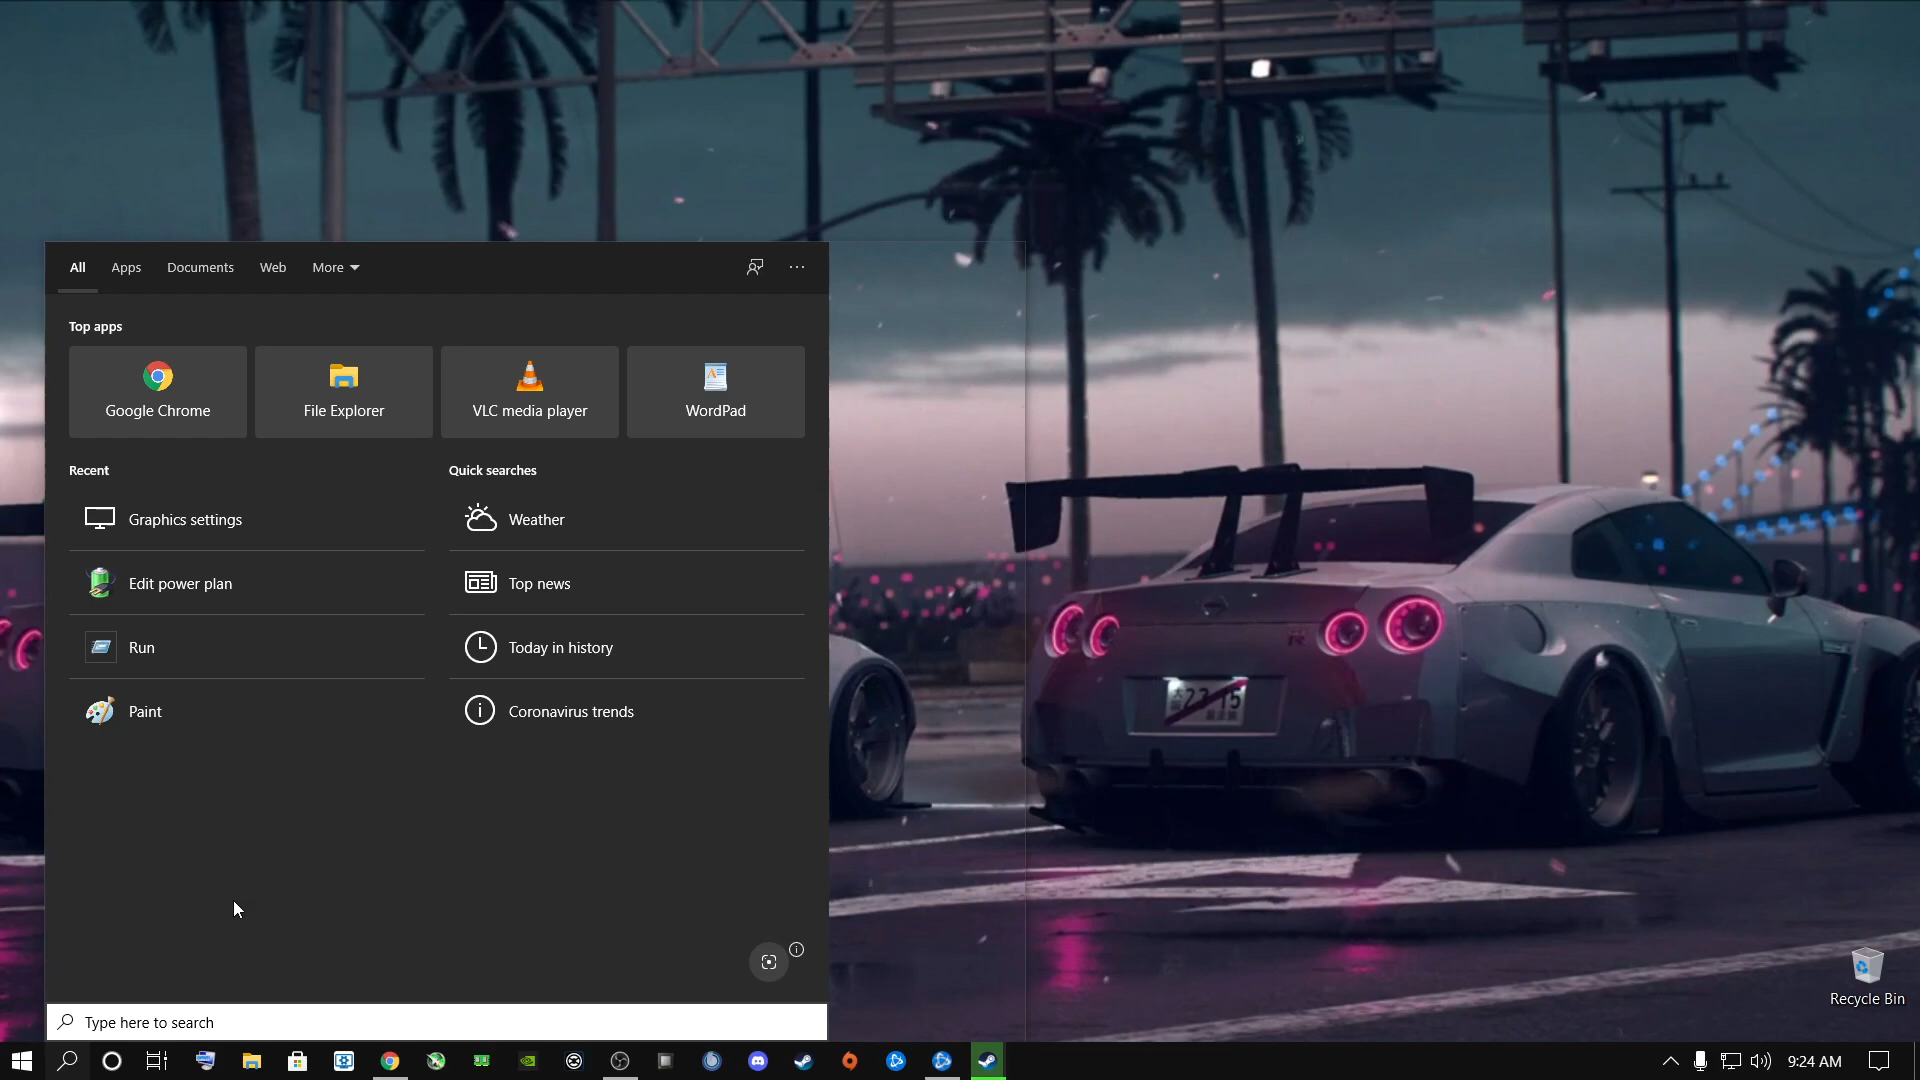 All Apps Documents Web More
Top apps
Google Chrome File Explorer VLC media player WordPad
Recent Quick searches
Graphics settings Weather
Edit power plan Top news
Run Today in history
Paint Coronavirus trends
Type here to search
Recycle Bin
9:24 AM